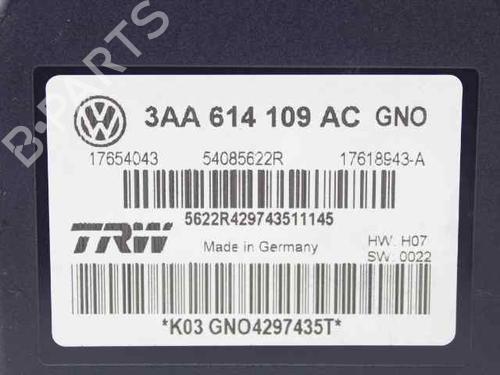 3AA 614 109 AC GNO
17654043 54085622R 17618943-A
5622R429743511145
TRW Made in Germany HW: H07
SW: 0022
*K03 GNO4297435T*
B-PARTS